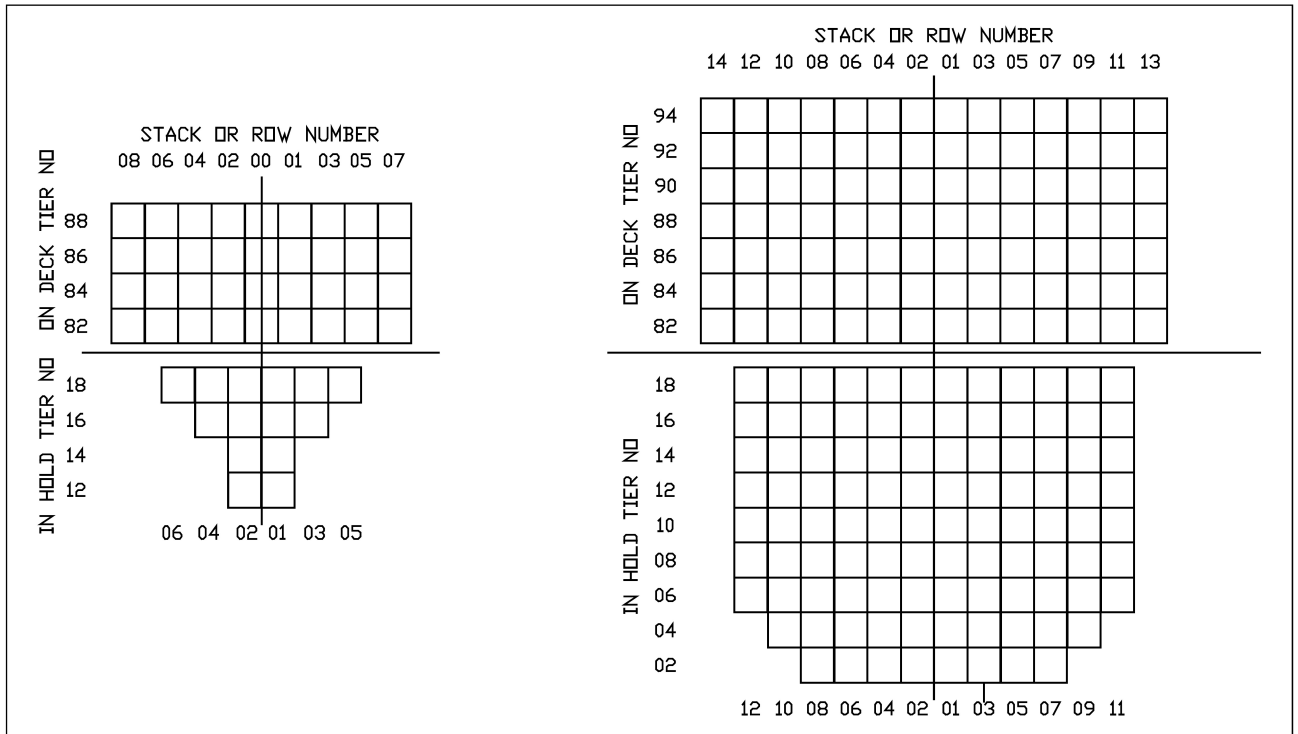 STACK OR ROW NUMBER
08 06 04 02 00 01 03 05 07
ON DECK TIER NO
88
86
84
82
IN HOLD TIER NO
18
16
14
12
06 04 02 01 03 05
STACK OR ROW NUMBER
14 12 10 08 06 04 02 01 03 05 07 09 11 13
ON DECK TIER NO
94
92
90
88
86
84
82
IN HOLD TIER NO
18
16
14
12
10
08
06
04
02
12 10 08 06 04 02 01 03 05 07 09 11